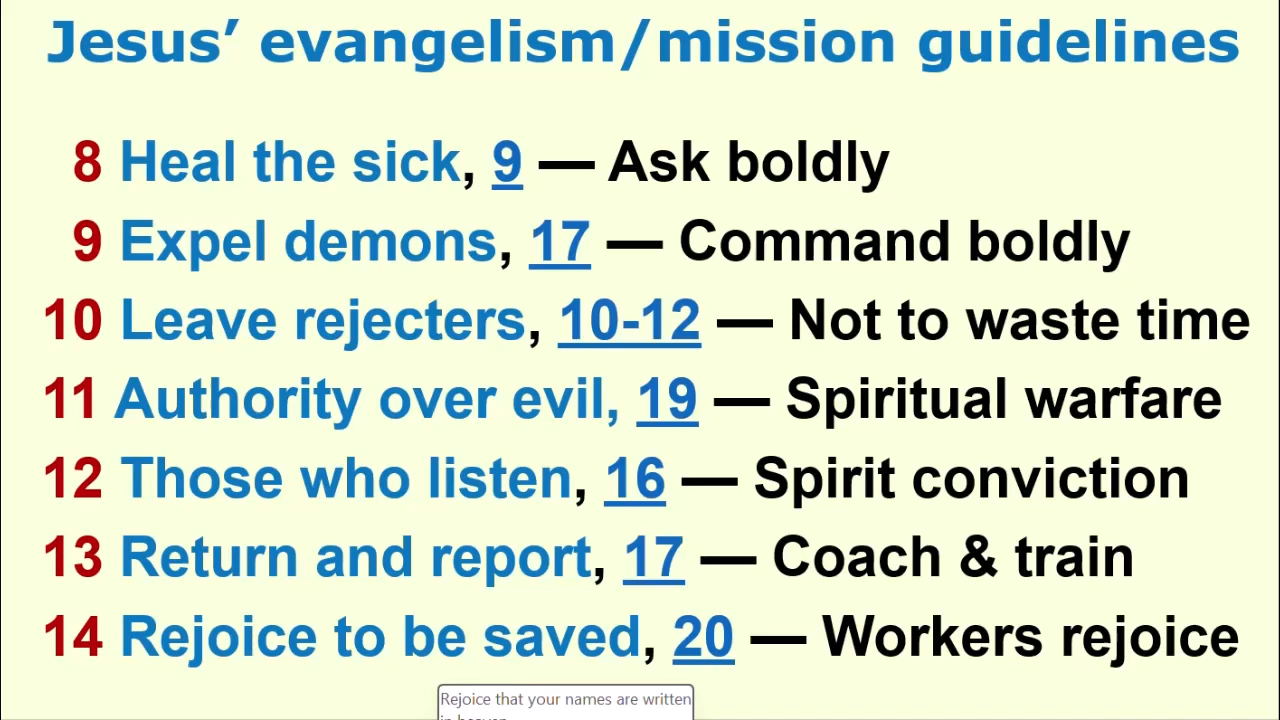 Jesus’ evangelism/mission guidelines
8 Heal the sick, 9 — Ask boldly
9 Expel demons, 17 — Command boldly
10 Leave rejecters, 10-12 — Not to waste time
11 Authority over evil, 19 — Spiritual warfare
12 Those who listen, 16 — Spirit conviction
13 Return and report, 17 — Coach & train
14 Rejoice to be saved, 20 — Workers rejoice
Rejoice that your names are written